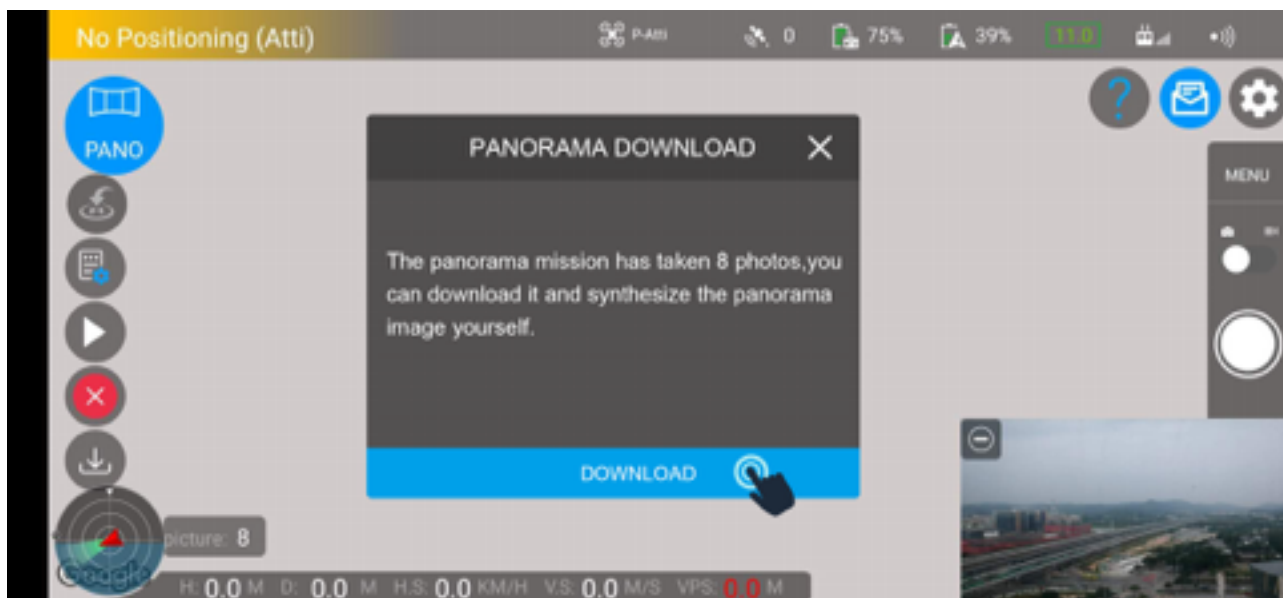 No Positioning (Atti)
P-Atti
0
75%
39%
11.0
PANO
PANORAMA DOWNLOAD
MENU
The panorama mission has taken 8 photos,you
can download it and synthesize the panorama
image yourself.
DOWNLOAD
picture: 8
Google
H: 0.0 M D: 0.0 M H.S: 0.0 KM/H V.S: 0.0 M/S VPS: 0.0 M